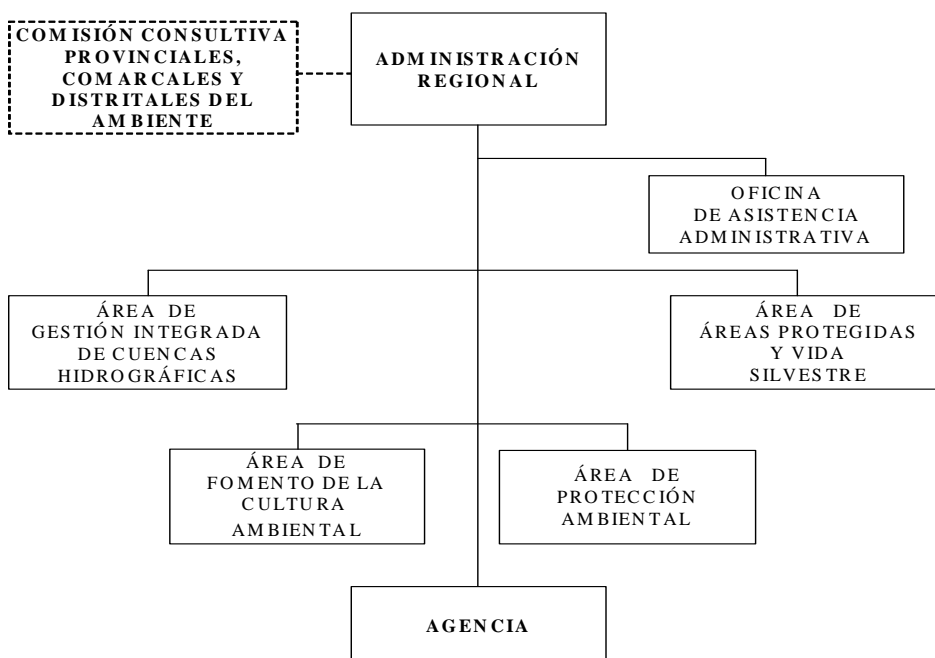 COMISIÓN CONSULTIVA
PROVINCIALES,
COMARCALES Y
DISTRITALES DEL
AMBIENTE
ADMINISTRACIÓN
REGIONAL
OFICINA
DE ASISTENCIA
ADMINISTRATIVA
ÁREA DE
GESTIÓN INTEGRADA
DE CUENCAS
HIDROGRÁFICAS
ÁREA DE
ÁREAS PROTEGIDAS
Y VIDA
SILVESTRE
ÁREA DE
FOMENTO DE LA
CULTURA
AMBIENTAL
ÁREA DE
PROTECCIÓN
AMBIENTAL
AGENCIA